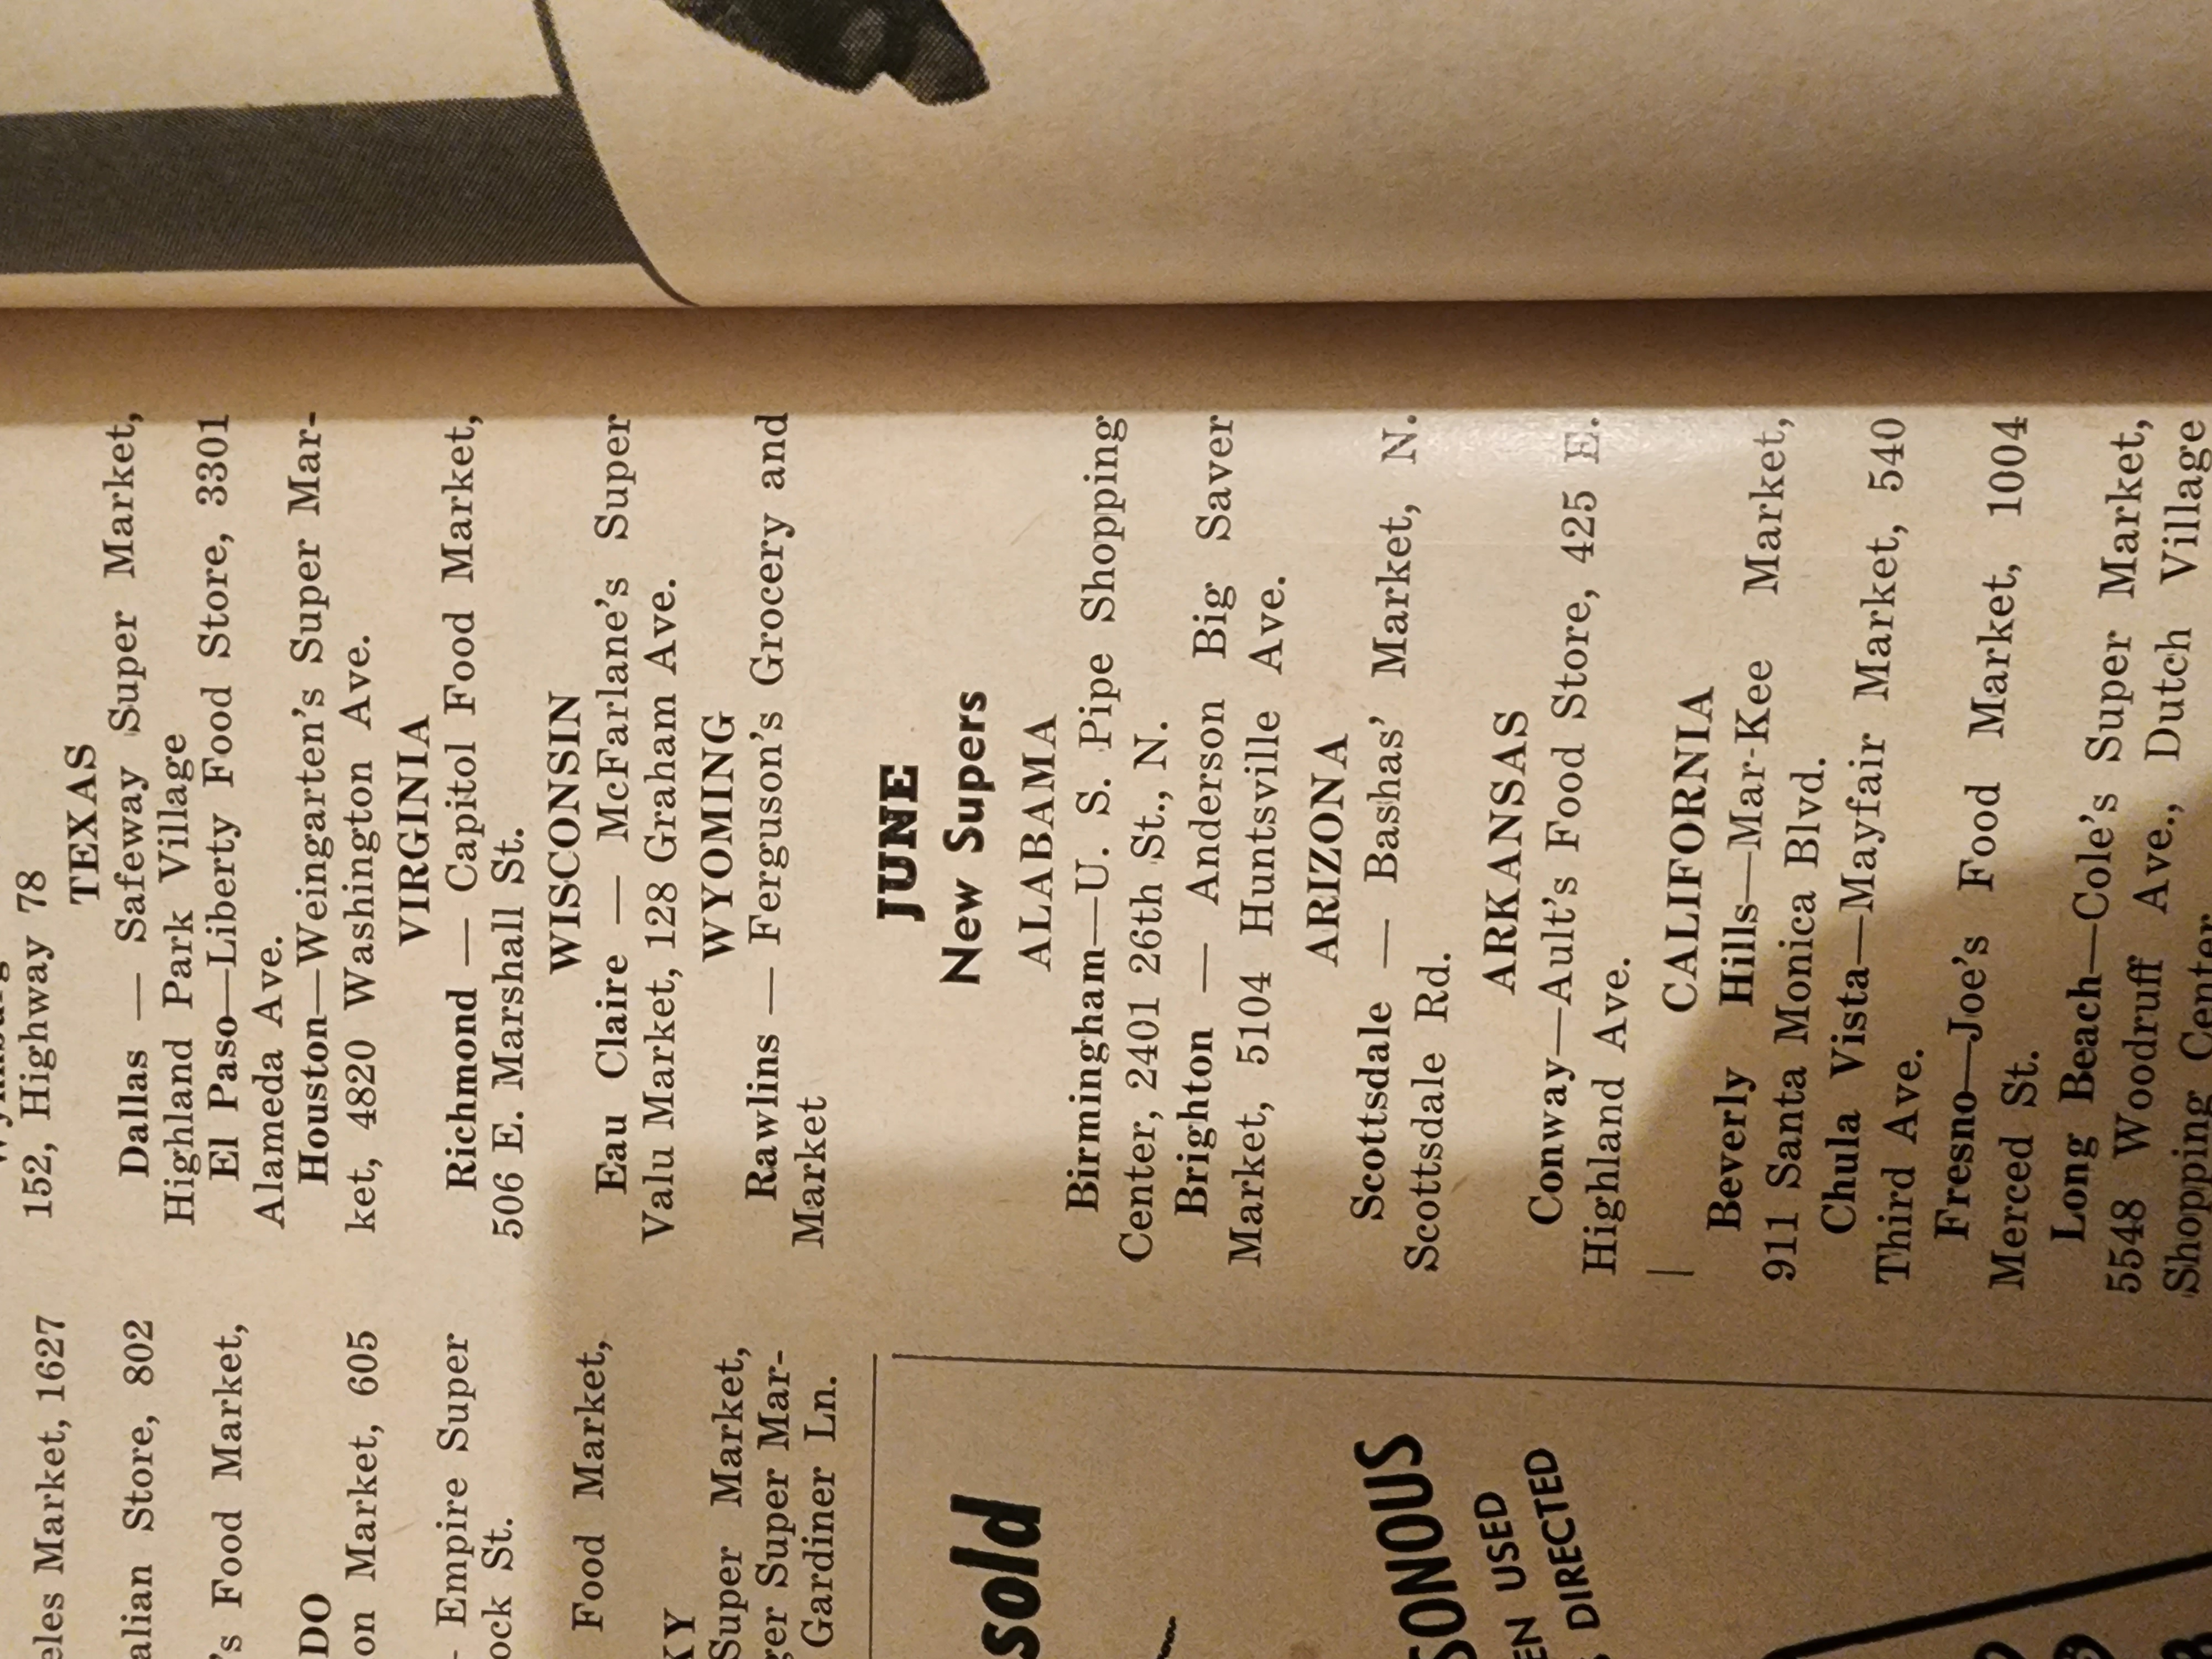 eles Market, 1627
alian Store, 802
's Food Market,
DO
on Market, 605
- Empire Super
ock St.
Food Market,
KY
Super Market,
ger Super Mar-
Gardiner Ln.
sold
SONOUS
EN USED
DIRECTED
152, Highway 78
TEXAS
Dallas — Safeway Super Market,
Highland Park Village
El Paso—Liberty Food Store, 3301
Alameda Ave.
Houston—Weingarten's Super Mar-
ket, 4820 Washington Ave.
VIRGINIA
Richmond — Capitol Food Market,
506 E. Marshall St.
WISCONSIN
Eau Claire — McFarlane's Super
Valu Market, 128 Graham Ave.
WYOMING
Rawlins — Ferguson's Grocery and
Market
JUNE
New Supers
ALABAMA
Birmingham—U. S. Pipe Shopping
Center, 2401 26th St., N.
Brighton — Anderson Big Saver
Market, 5104 Huntsville Ave.
ARIZONA
Scottsdale — Bashas' Market, N.
Scottsdale Rd.
ARKANSAS
Conway—Ault's Food Store, 425 E.
Highland Ave.
CALIFORNIA
Beverly Hills—Mar-Kee Market,
911 Santa Monica Blvd.
Chula Vista—Mayfair Market, 540
Third Ave.
Fresno—Joe's Food Market, 1004
Merced St.
Long Beach—Cole's Super Market,
5548 Woodruff Ave., Dutch Village
Shopping Center